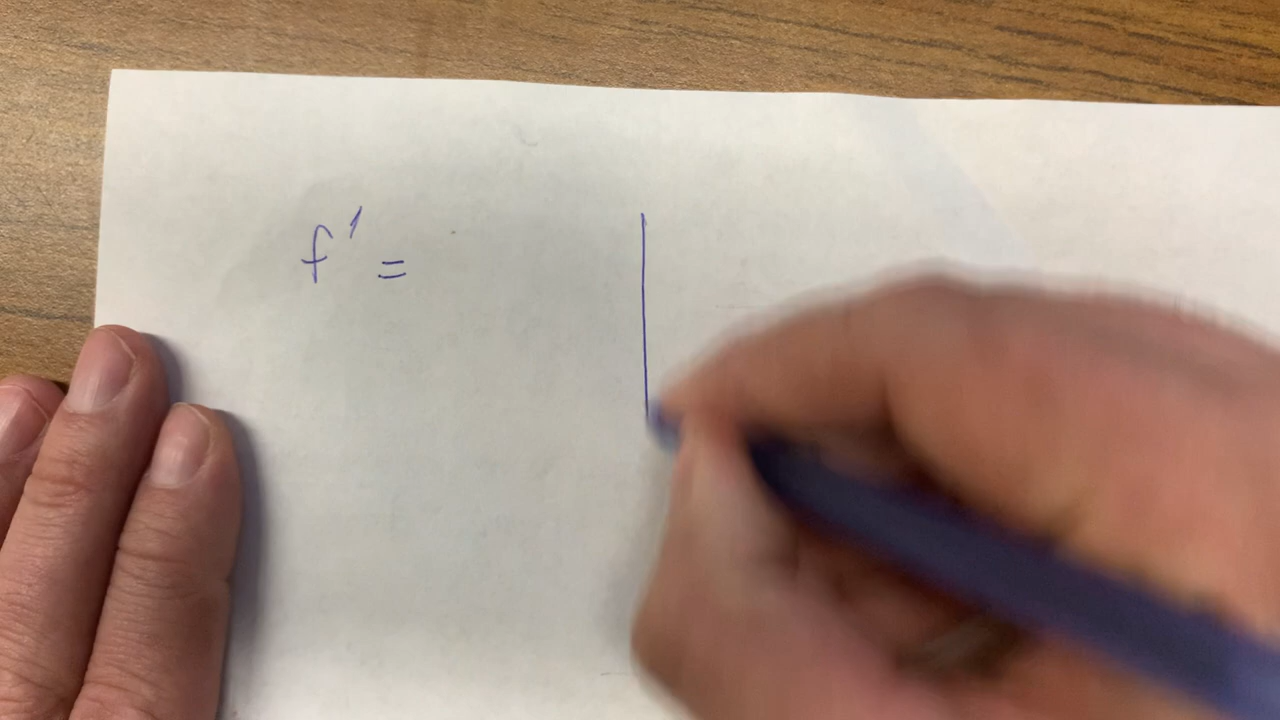 f' =